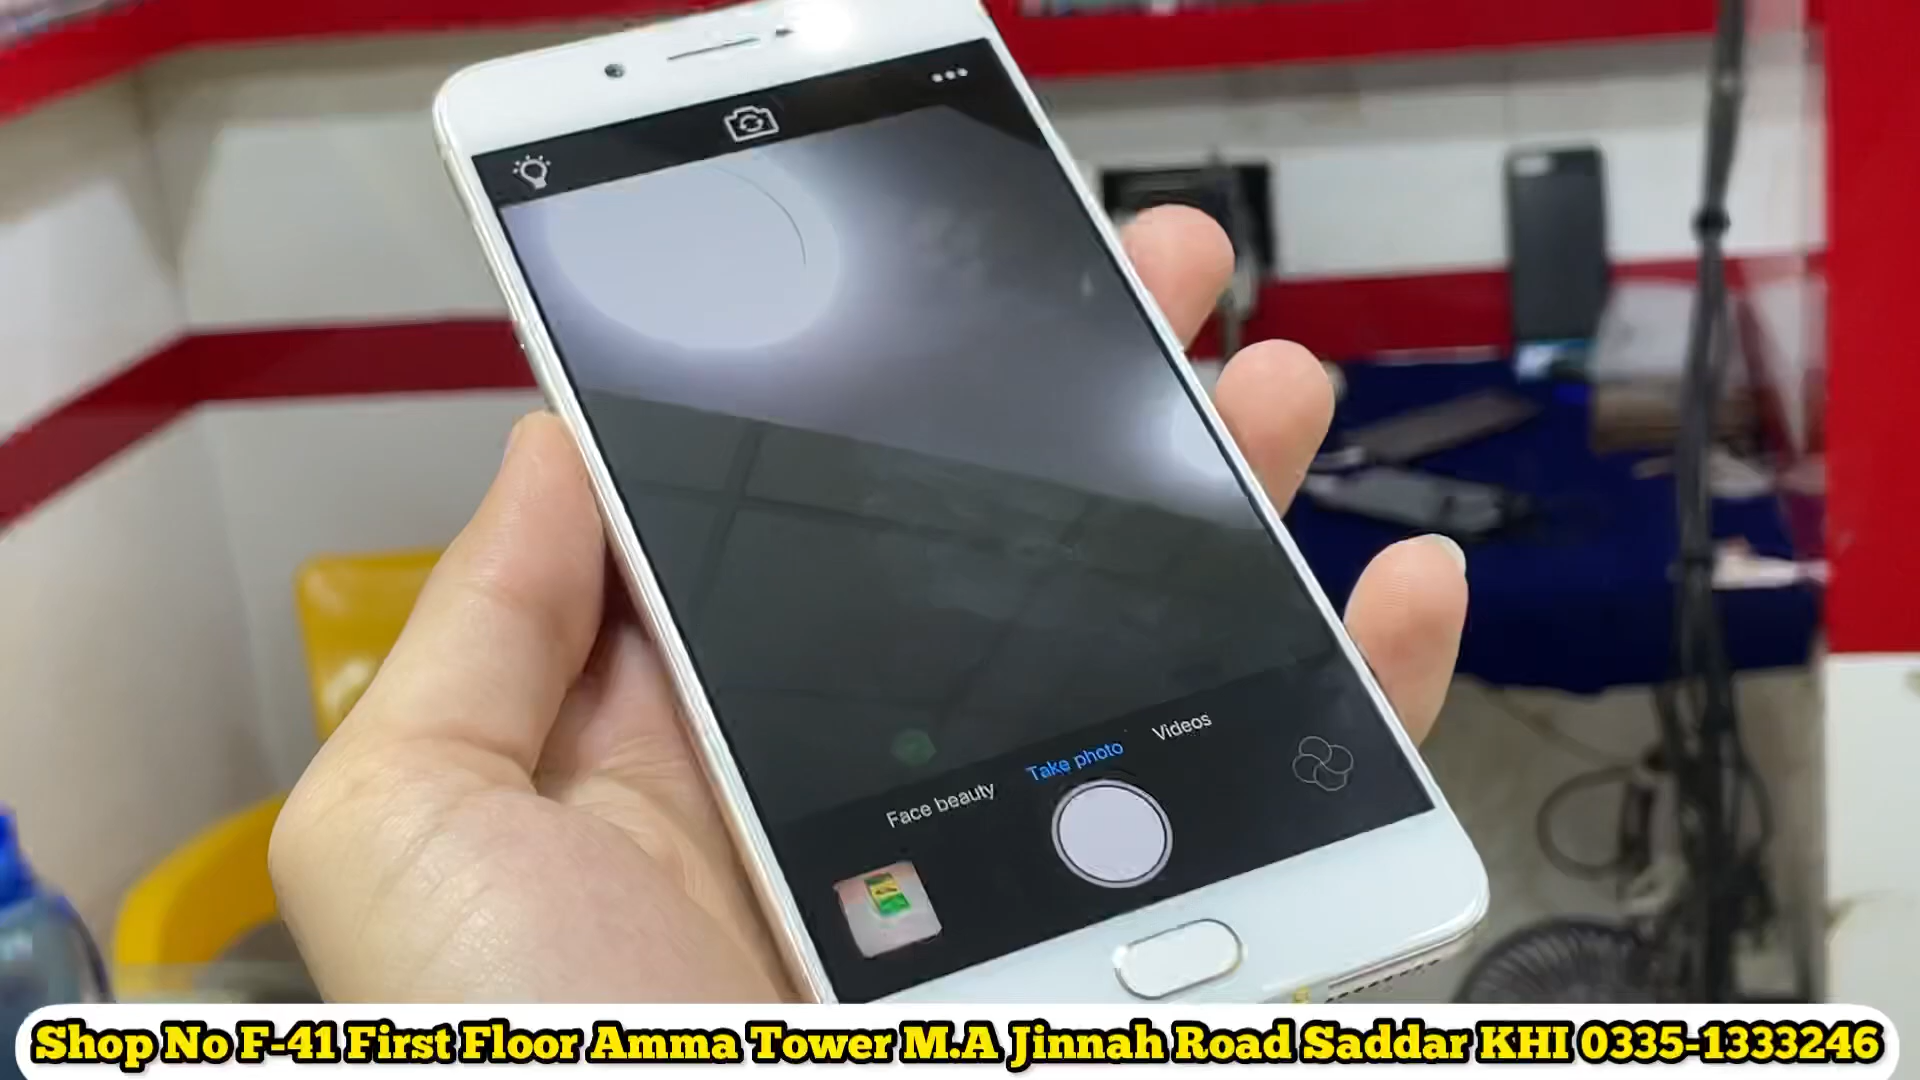 Face beauty
Take photo
Videos
Shop No F-41 First Floor Amma Tower M.A Jinnah Road Saddar KHI 0335-1333246